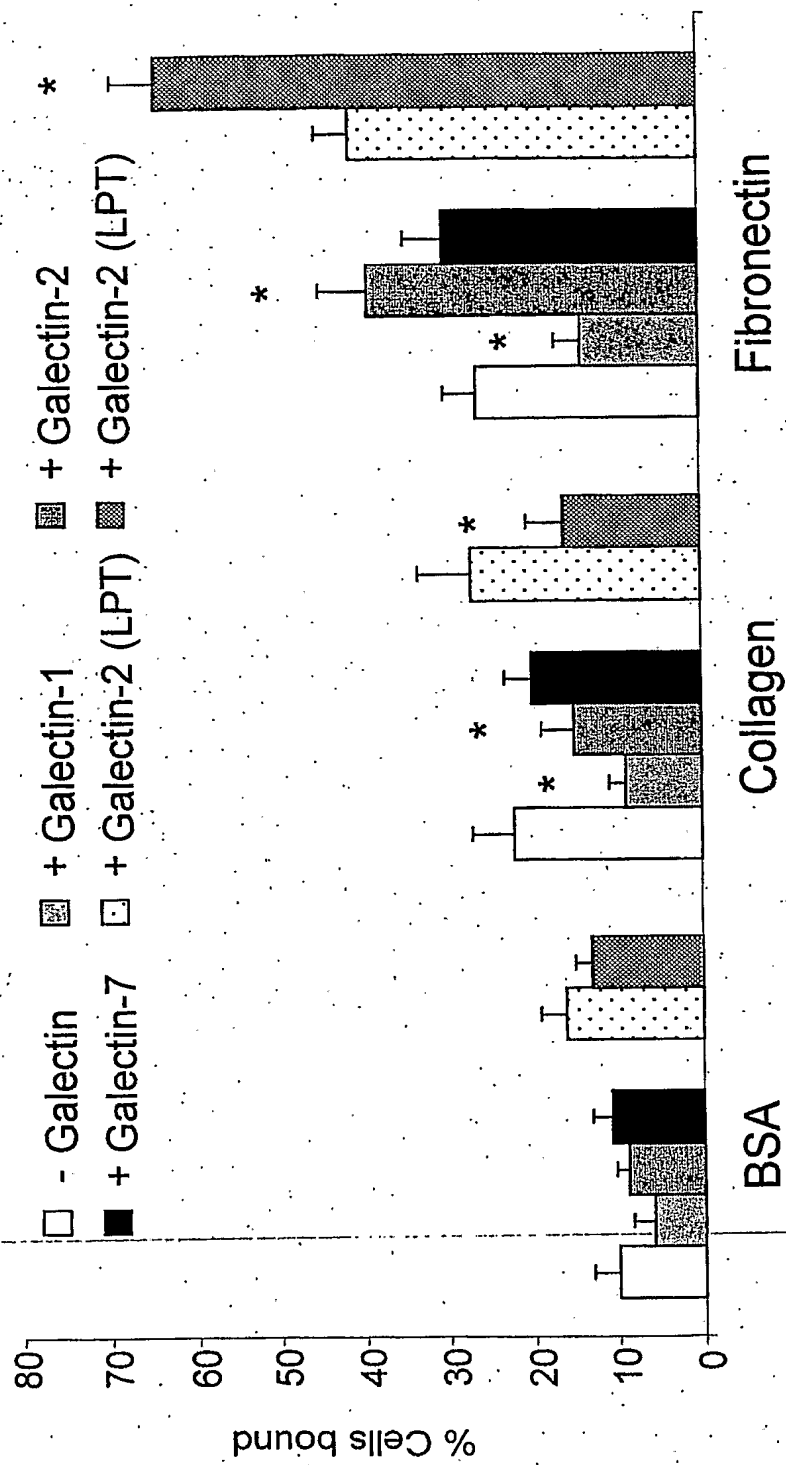 - Galectin
+ Galectin-1
+ Galectin-2
+ Galectin-7
+ Galectin-2 (LPT)
+ Galectin-2 (LPT)
% Cells bound
80
70
60
50
40
30
20
10
0
*
*
*
*
*
*
BSA
Collagen
Fibronectin